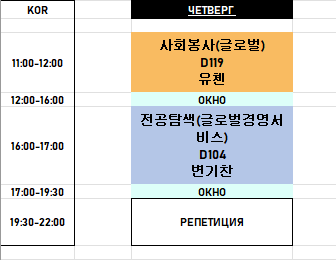 KOR ЧЕТВЕРГ
11:00-12:00
사회봉사(글로벌)
D119
유첸
12:00-16:00 ОКНО
16:00-17:00
전공탐색(글로벌경영서
비스)
D104
변기찬
17:00-19:30 ОКНО
19:30-22:00 РЕПЕТИЦИЯ